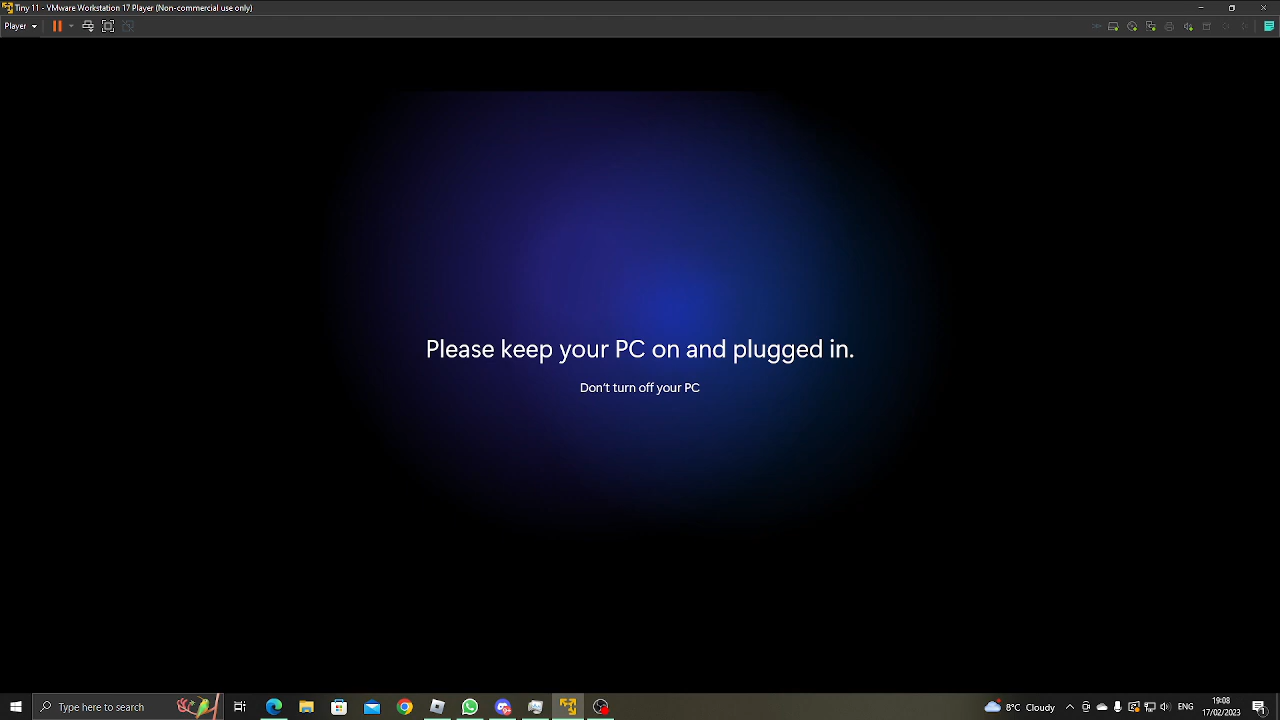 Tiny 11 - VMware Workstation 17 Player (Non-commercial use only)
Player
Please keep your PC on and plugged in.
Don't turn off your PC
Type here to search
8°C Cloudy
ENG
19:08
17/02/2023